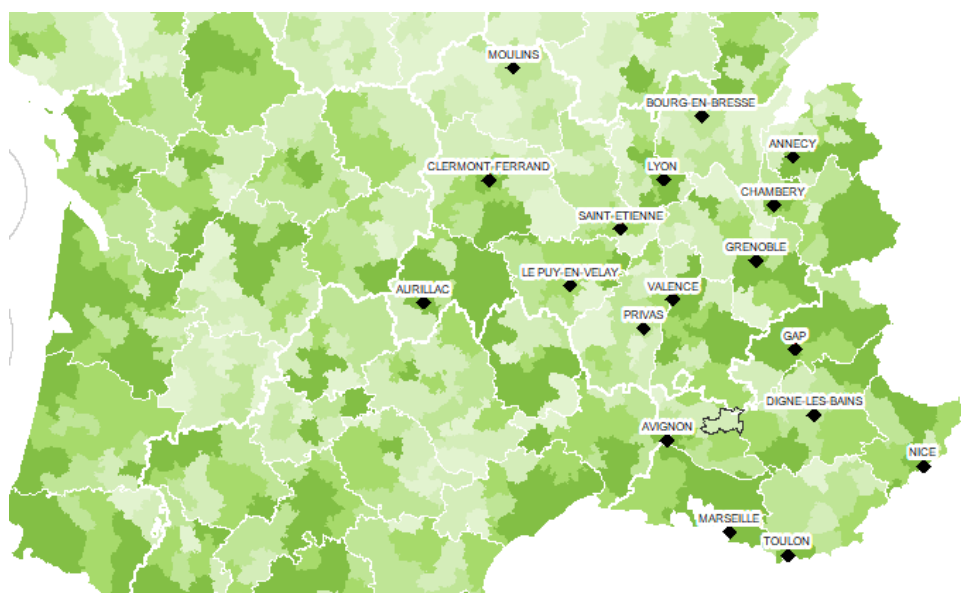 MOULINS
BOURG-EN-BRESSE
ANNECY
CLERMONT-FERRAND
LYON
CHAMBERY
SAINT-ETIENNE
GRENOBLE
LE PUY-EN-VELAY
AURILLAC
VALENCE
PRIVAS
GAP
DIGNE-LES-BAINS
AVIGNON
NICE
MARSEILLE
TOULON